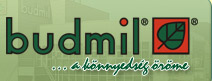 budmil® ®
... a könnyedség öröme